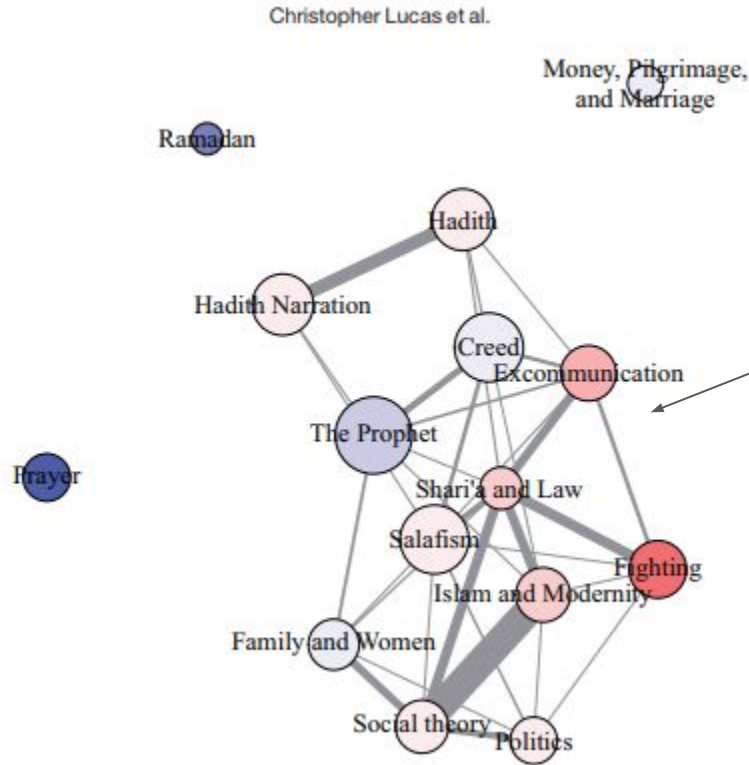 Christopher Lucas et al.
Money, Pilgrimage,
and Marriage
Ramadan
Hadith
Hadith Narration
Creed
Excommunication
The Prophet
Prayer
Shari'a and Law
Salafism
Fighting
Islam and Modernity
Family and Women
Social theory
Politics